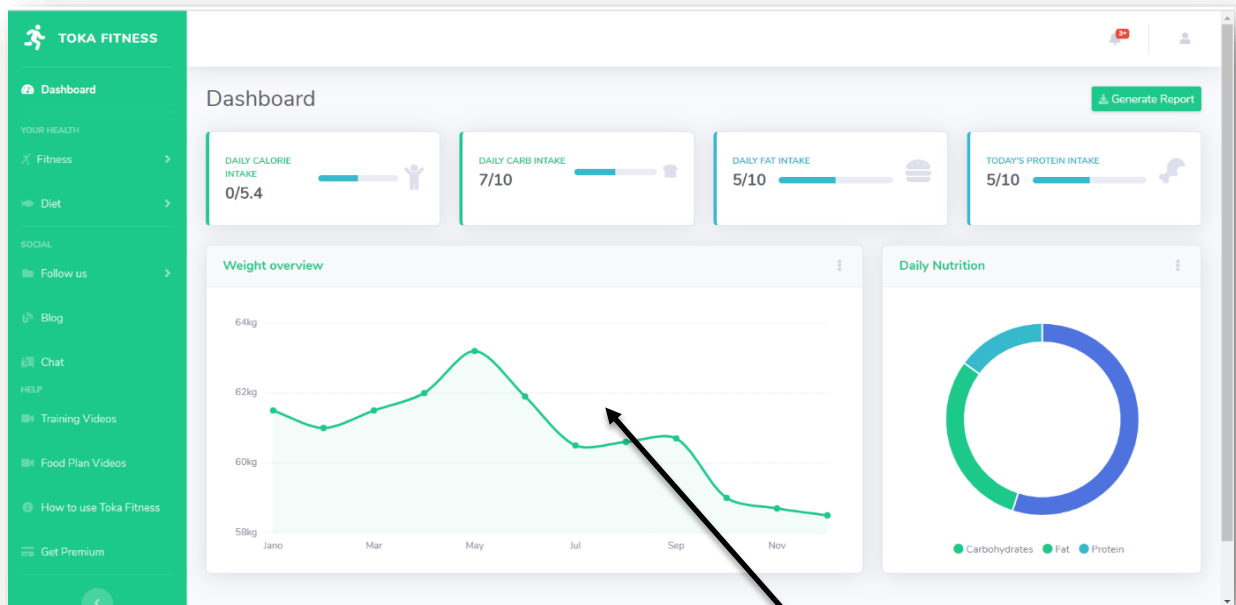 TOKA FITNESS
Dashboard
YOUR HEALTH
Fitness
Diet
SOCIAL
Follow us
Blog
Chat
HELP
Training Videos
Food Plan Videos
How to use Toka Fitness
Get Premium
3+
Dashboard
Generate Report
DAILY CALORIE
INTAKE
0/5.4
DAILY CARB INTAKE
7/10
DAILY FAT INTAKE
5/10
TODAY'S PROTEIN INTAKE
5/10
Weight overview
64kg
62kg
60kg
58kg
Jano Mar May Jul Sep Nov
Daily Nutrition
Carbohydrates Fat Protein